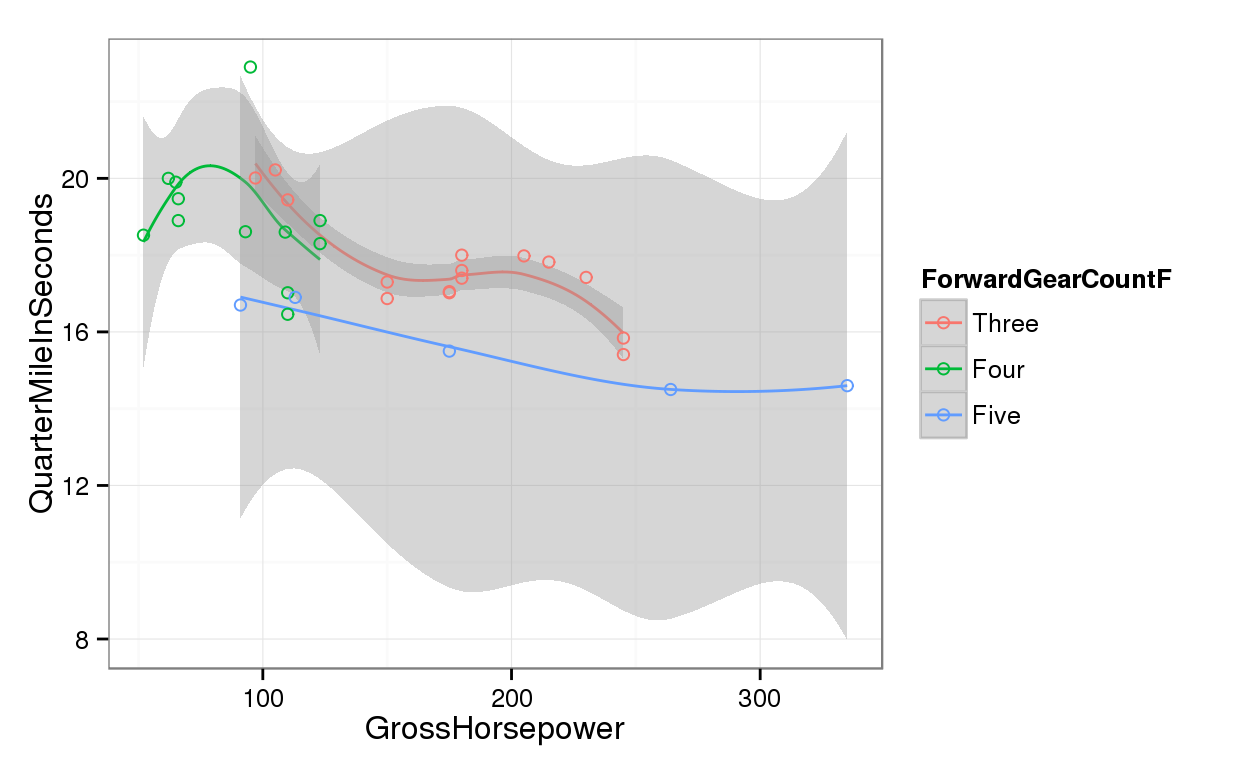 20
16
12
8
QuarterMileInSeconds
100 200 300
GrossHorsepower
ForwardGearCountF
Three
Four
Five